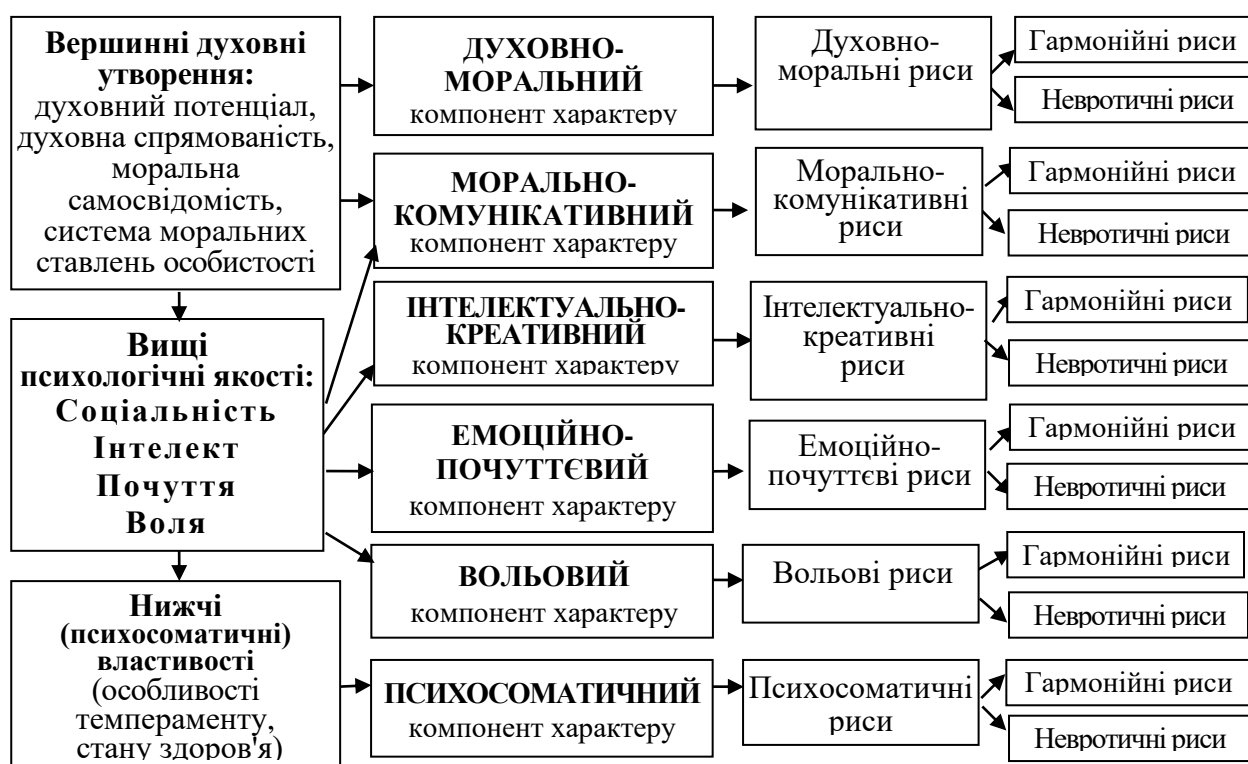 Вершинні духовні
утворення:
духовний потенціал,
духовна спрямованість,
моральна
самосвідомість,
система моральних
ставлень особистості
Вищі
психологічні якості:
Соціальність
Інтелект
Почуття
Воля
Нижчі
(психосоматичні)
властивості
(особливості
темпераменту,
стану здоров'я)
ДУХОВНО-
МОРАЛЬНИЙ
компонент характеру
МОРАЛЬНО-
КОМУНІКАТИВНИЙ
компонент характеру
ІНТЕЛЕКТУАЛЬНО-
КРЕАТИВНИЙ
компонент характеру
ЕМОЦІЙНО-
ПОЧУТТЄВИЙ
компонент характеру
ВОЛЬОВИЙ
компонент характеру
ПСИХОСОМАТИЧНИЙ
компонент характеру
Духовно-
моральні риси
Морально-
комунікативні
риси
Інтелектуально-
креативні
риси
Емоційно-
почуттєві риси
Вольові риси
Психосоматичні
риси
Гармонійні риси
Невротичні риси
Гармонійні риси
Невротичні риси
Гармонійні риси
Невротичні риси
Гармонійні риси
Невротичні риси
Гармонійні риси
Невротичні риси
Гармонійні риси
Невротичні риси